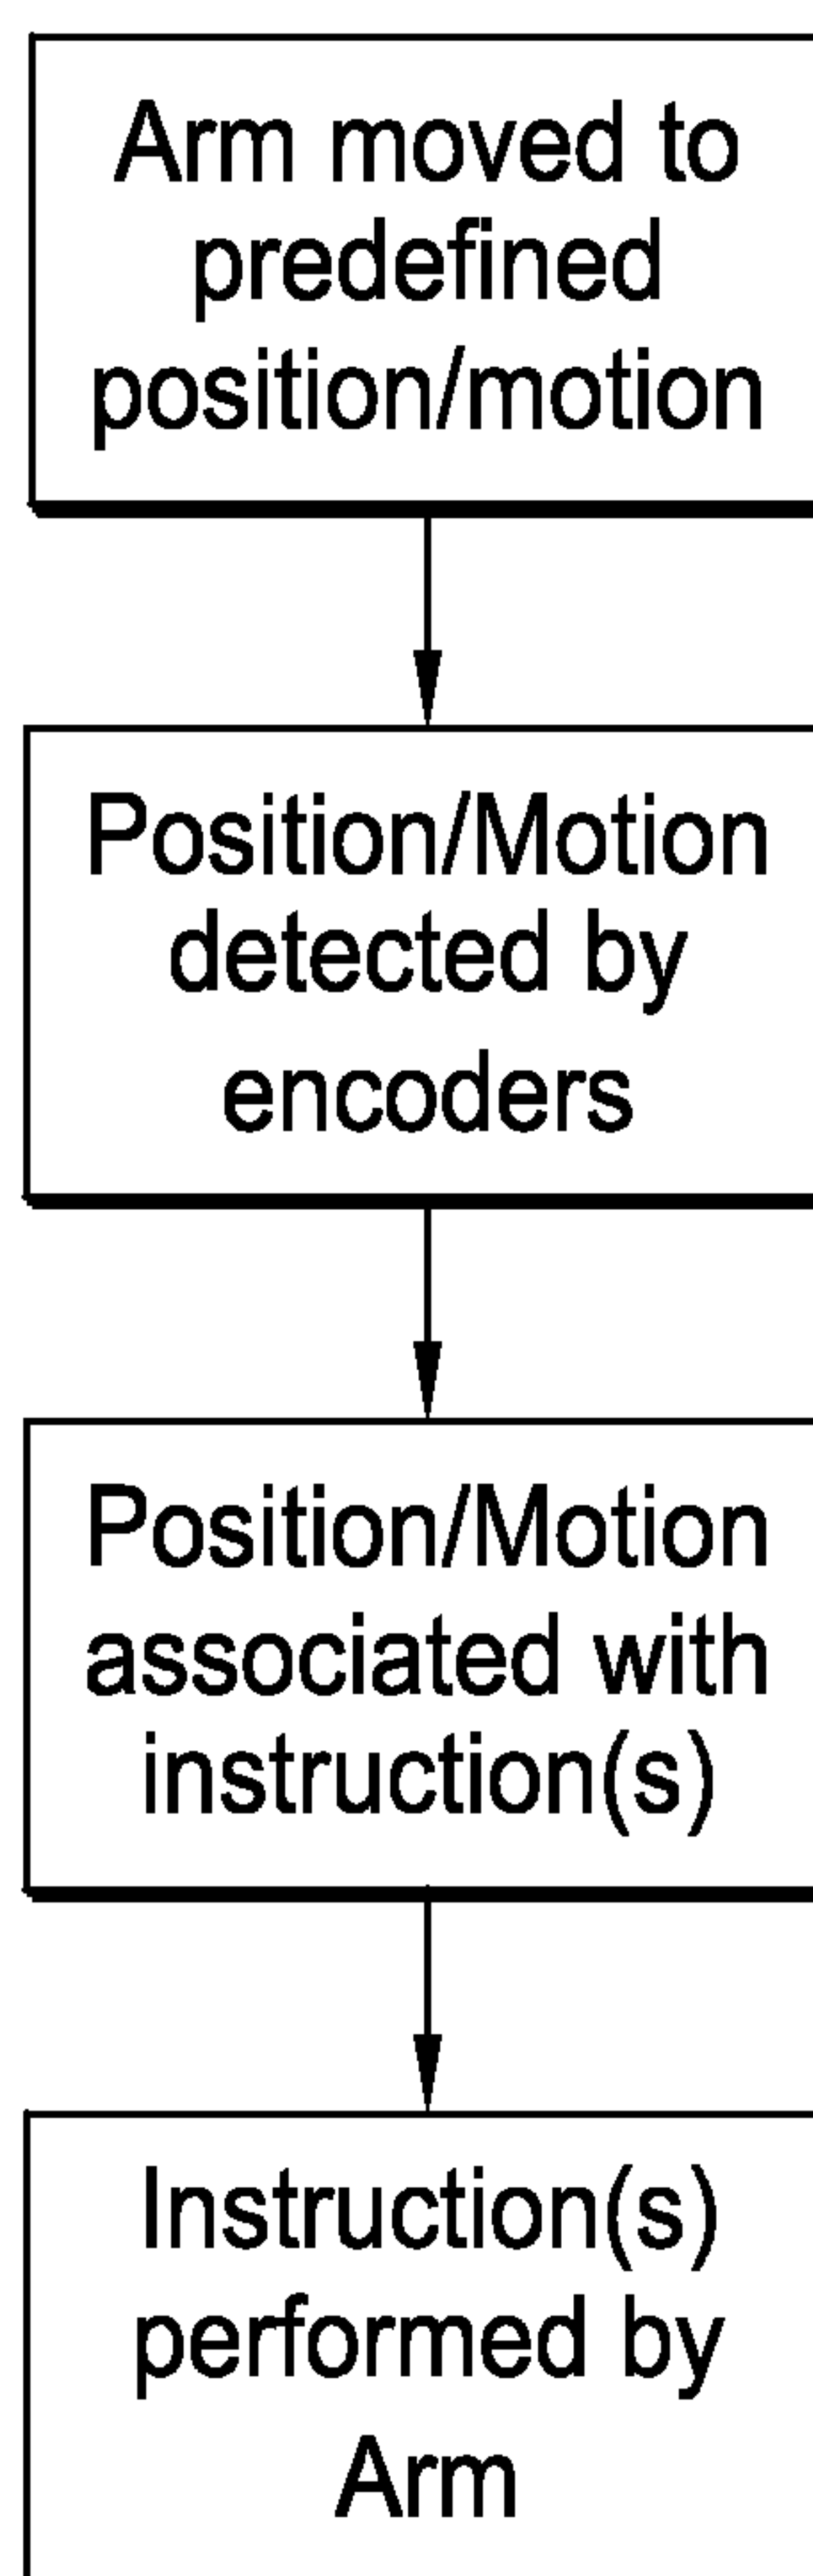 Arm moved to
predefined
position/motion
Position/Motion
detected by
encoders
Position/Motion
associated with
instruction(s)
Instruction(s)
performed by
Arm